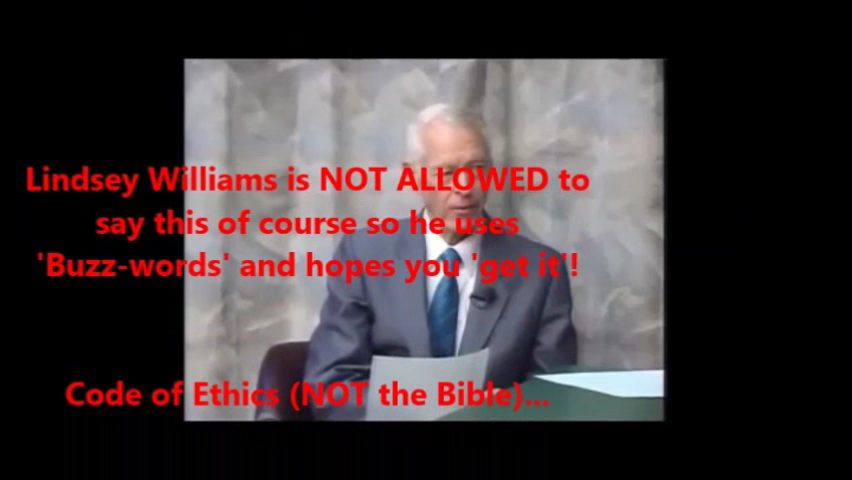 Lindsey Williams is NOT ALLOWED to
say this of course so he uses
'Buzz-words' and hopes you 'get it'!
Code of Ethics (NOT the Bible)...